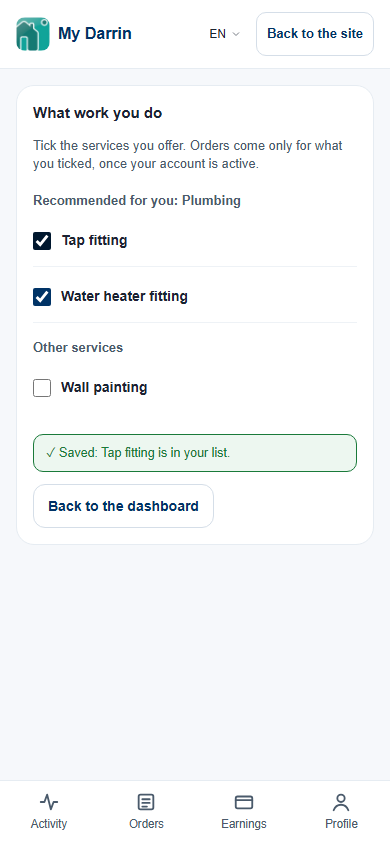 My Darrin
EN
Back to the site
What work you do
Tick the services you offer. Orders come only for what
you ticked, once your account is active.
Recommended for you: Plumbing
Tap fitting
Water heater fitting
Other services
Wall painting
✓ Saved: Tap fitting is in your list.
Back to the dashboard
Activity
Orders
Earnings
Profile